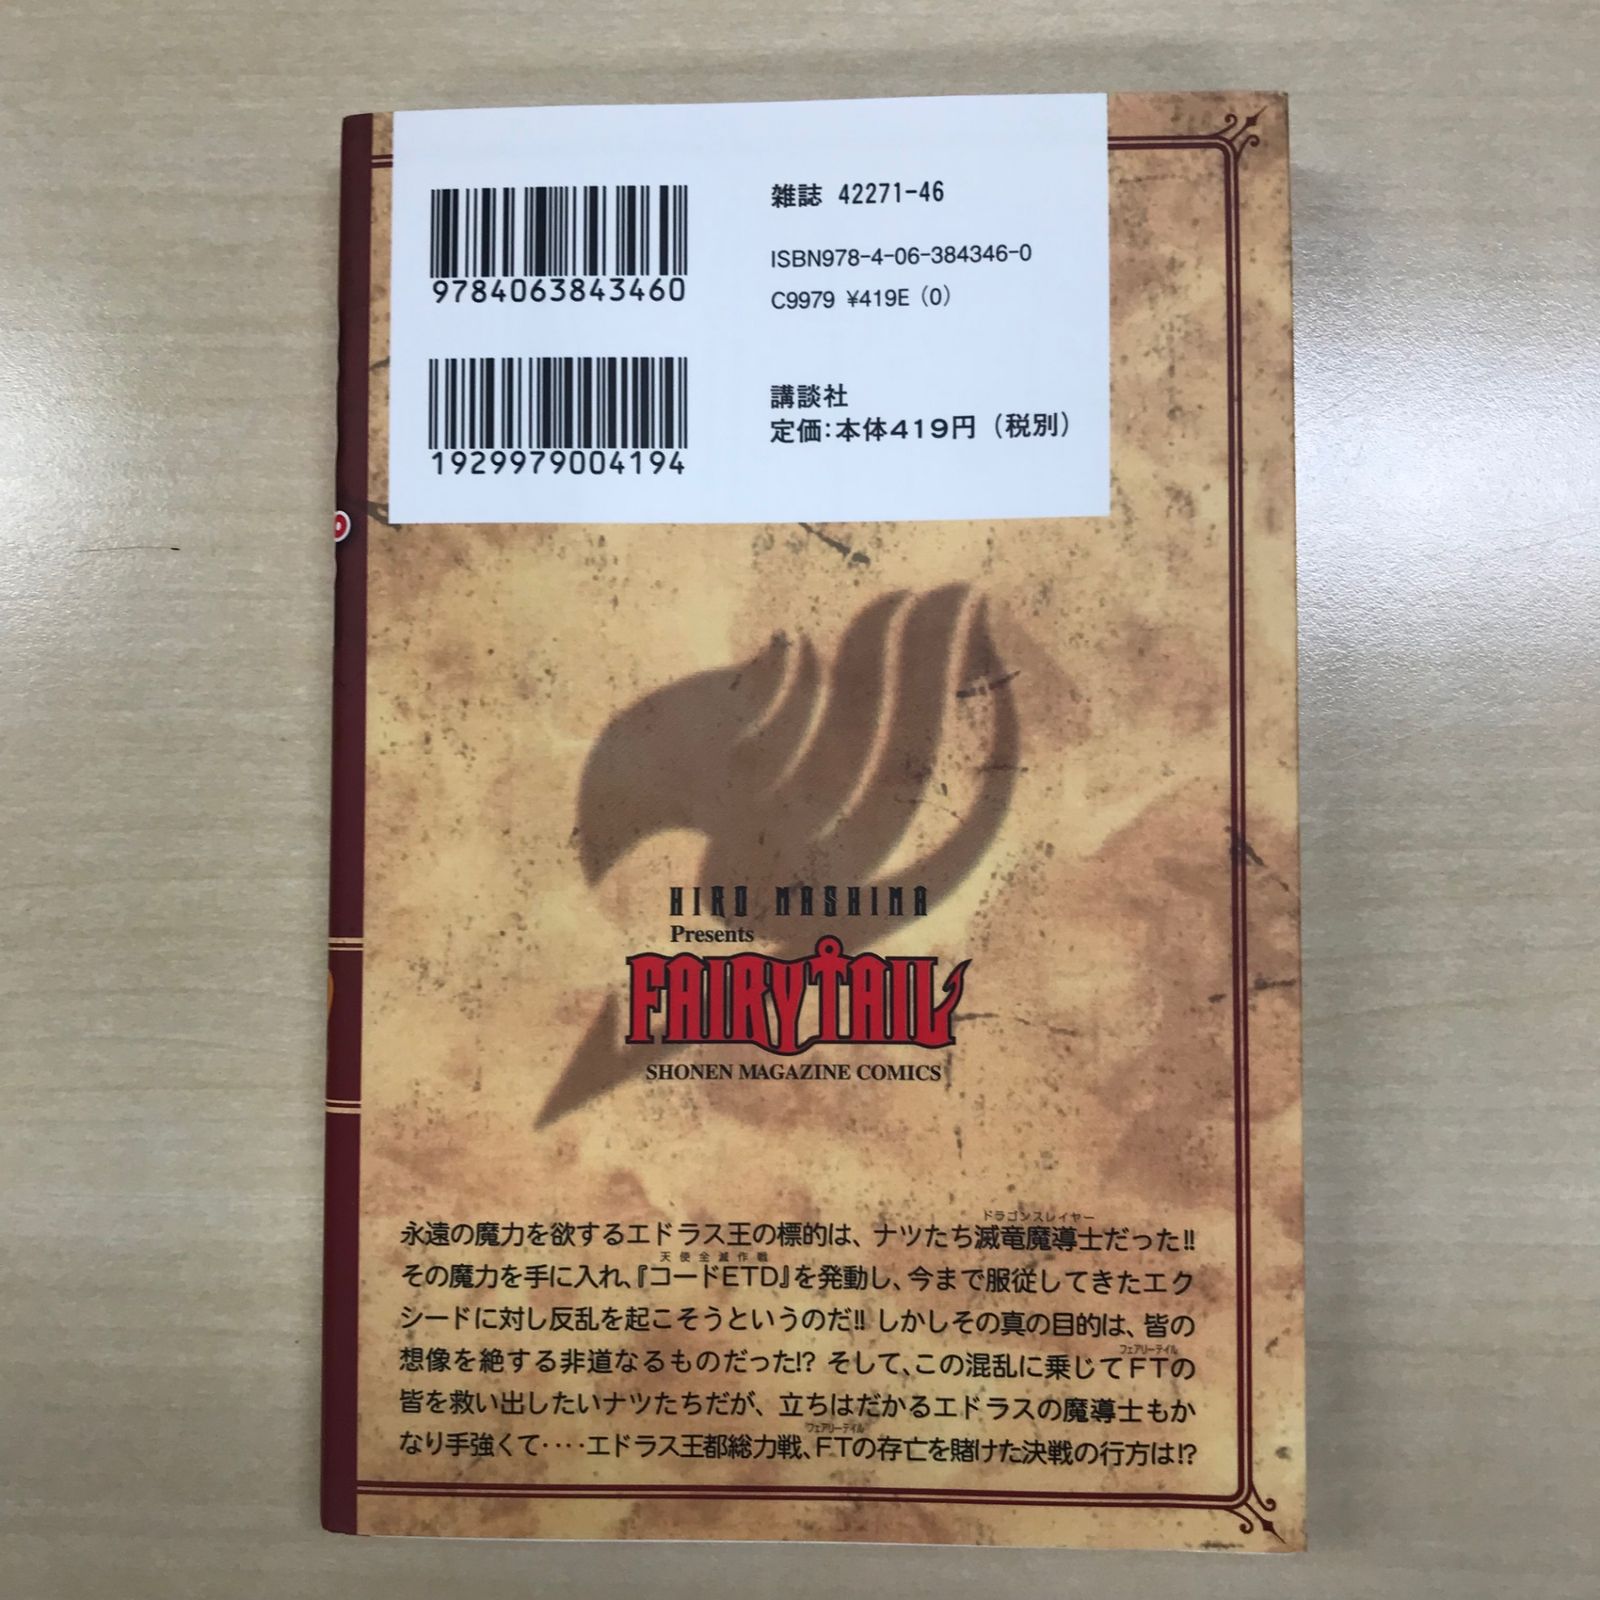 9784063843460
雑誌 42271-46
ISBN978-4-06-384346-0
C9979 ¥419E (0)
1929979004194
講談社
定価:本体419円(税別)
HIRO MASHIMA
Presents
FAIRY TAIL
SHONEN MAGAZINE COMICS
ドラゴンスレイヤー
永遠の魔力を欲するエドラス王の標的は、ナツたち滅竜魔導士だった!!
天使全滅作戦
その魔力を手に入れ、『コードETD』を発動し、今まで服従してきたエク
シードに対し反乱を起こそうというのだ!! しかしその真の目的は、皆の
想像を絶する非道なるものだった!? そして、この混乱に乗じてFTの
フェアリーテイル
皆を救い出したいナツたちだが、立ちはだかるエドラスの魔導士もか
フェアリーテイル
なり手強くて‥‥エドラス王都総力戦、FTの存亡を賭けた決戦の行方は!?